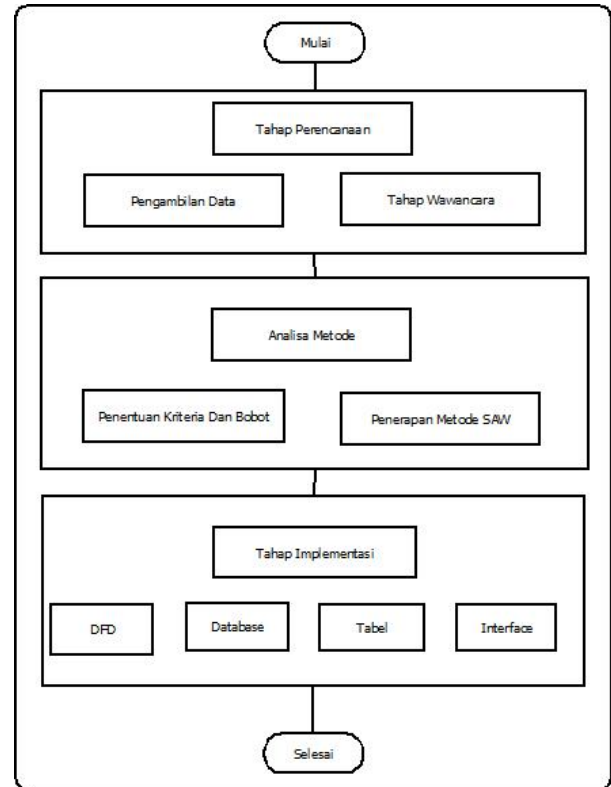 Mulai
Tahap Perencanaan
Pengambilan Data
Tahap Wawancara
Analisa Metode
Penentuan Kriteria Dan Bobot
Penerapan Metode SAW
Tahap Implementasi
DFD
Database
Tabel
Interface
Selesai